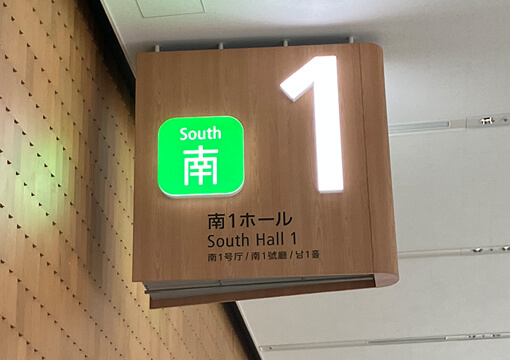 South
南
1
南1ホール
South Hall 1
南1号厅 / 南1號廳 / 남1홀